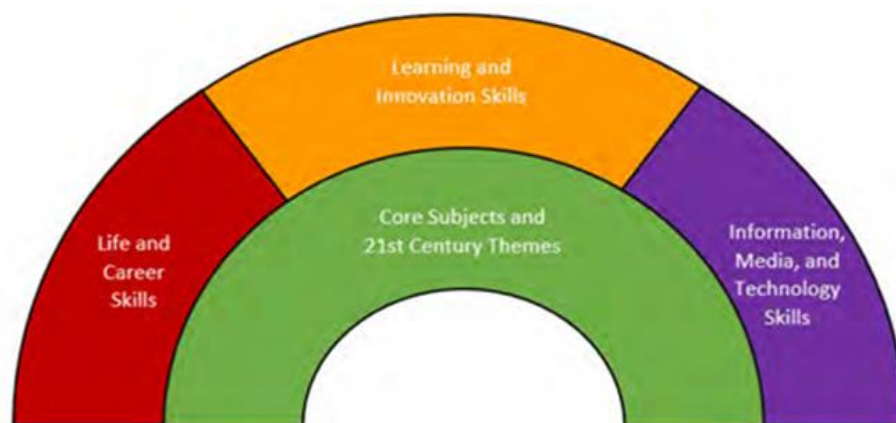 Learning and
Innovation Skills
Core Subjects and
21st Century Themes
Life and
Career
Skills
Information,
Media, and
Technology
Skills